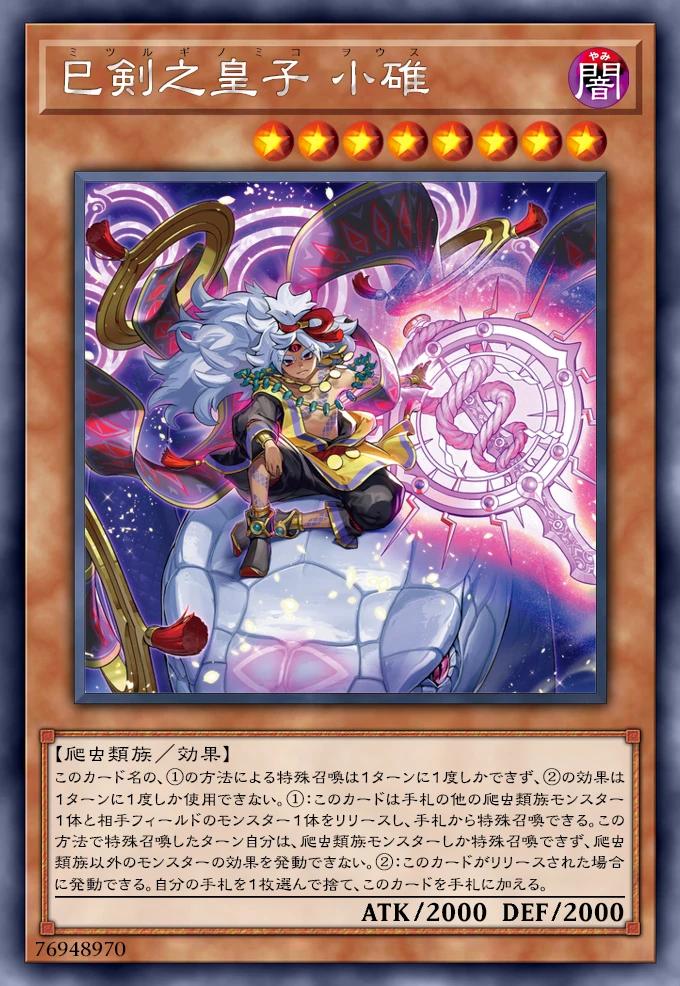 ミツルギノミコ ヲウス
巳剣之皇子 小碓
やみ
闇
【爬虫類族／効果】
このカード名の、①の方法による特殊召喚は１ターンに１度しかできず、②の効果は
１ターンに１度しか使用できない。①：このカードは手札の他の爬虫類族モンスター
１体と相手フィールドのモンスター１体をリリースし、手札から特殊召喚できる。この
方法で特殊召喚したターン自分は、爬虫類族モンスターしか特殊召喚できず、爬虫
類族以外のモンスターの効果を発動できない。②：このカードがリリースされた場合
に発動できる。自分の手札を１枚選んで捨て、このカードを手札に加える。
ATK/2000 DEF/2000
76948970